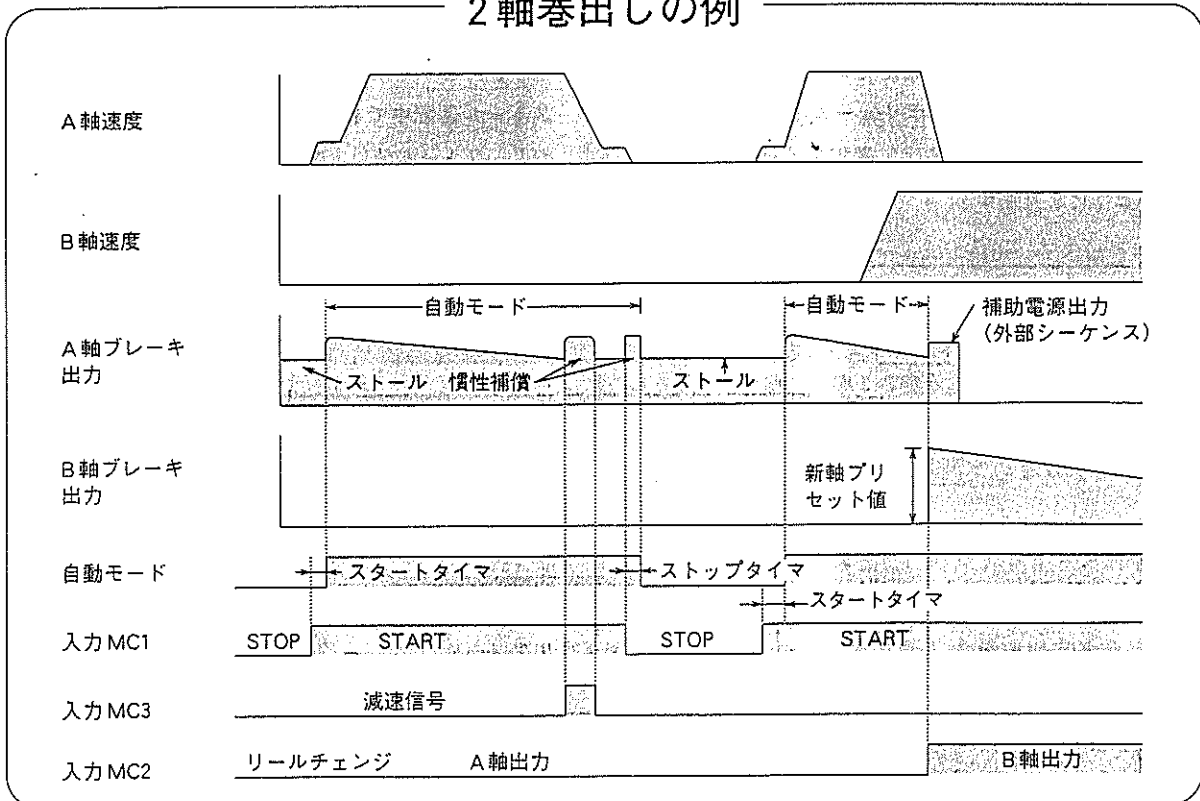 2軸巻出しの例
A軸速度
B軸速度
自動モード
自動モード
補助電源出力
(外部シーケンス)
A軸ブレーキ
出力
ストール
慣性補償
ストール
B軸ブレーキ
出力
新軸プリ
セット値
自動モード
スタートタイマ
ストップタイマ
スタートタイマ
入力MC1
STOP
START
STOP
START
入力MC3
減速信号
入力MC2
リールチェンジ
A軸出力
B軸出力